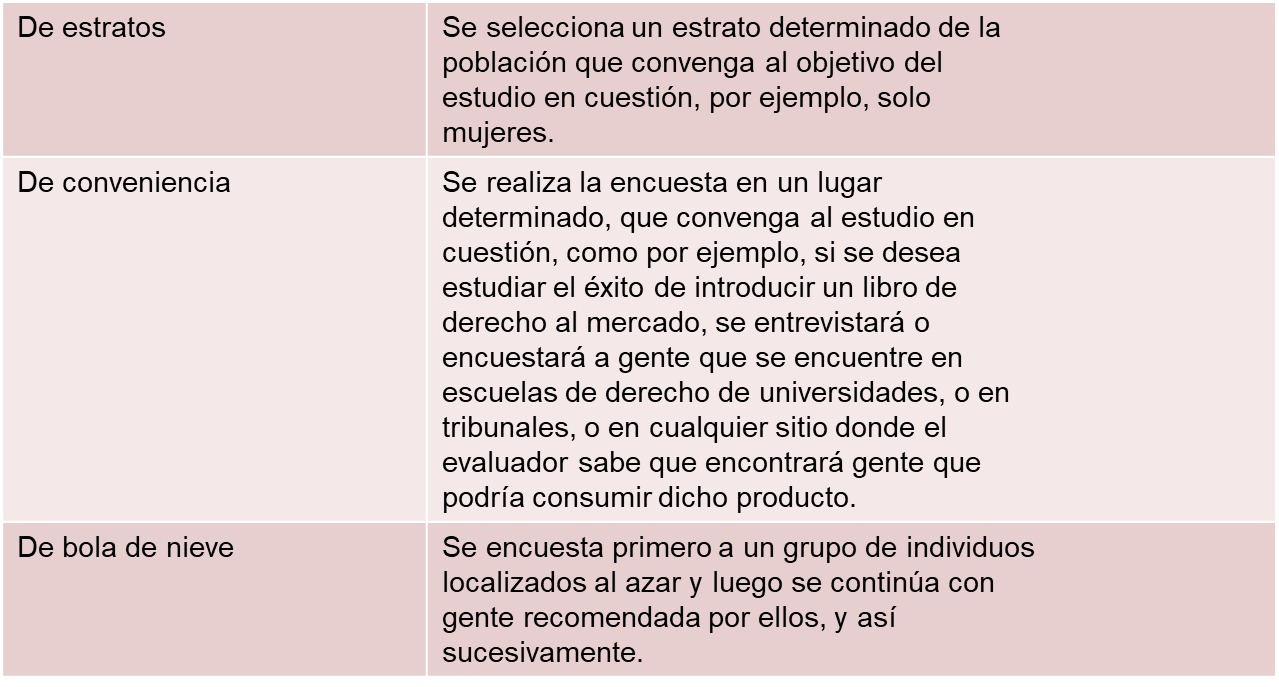 De estratos
Se selecciona un estrato determinado de la
población que convenga al objetivo del
estudio en cuestión, por ejemplo, solo
mujeres.
De conveniencia
Se realiza la encuesta en un lugar
determinado, que convenga al estudio en
cuestión, como por ejemplo, si se desea
estudiar el éxito de introducir un libro de
derecho al mercado, se entrevistará o
encuestará a gente que se encuentre en
escuelas de derecho de universidades, o en
tribunales, o en cualquier sitio donde el
evaluador sabe que encontrará gente que
podría consumir dicho producto.
De bola de nieve
Se encuesta primero a un grupo de individuos
localizados al azar y luego se continúa con
gente recomendada por ellos, y así
sucesivamente.